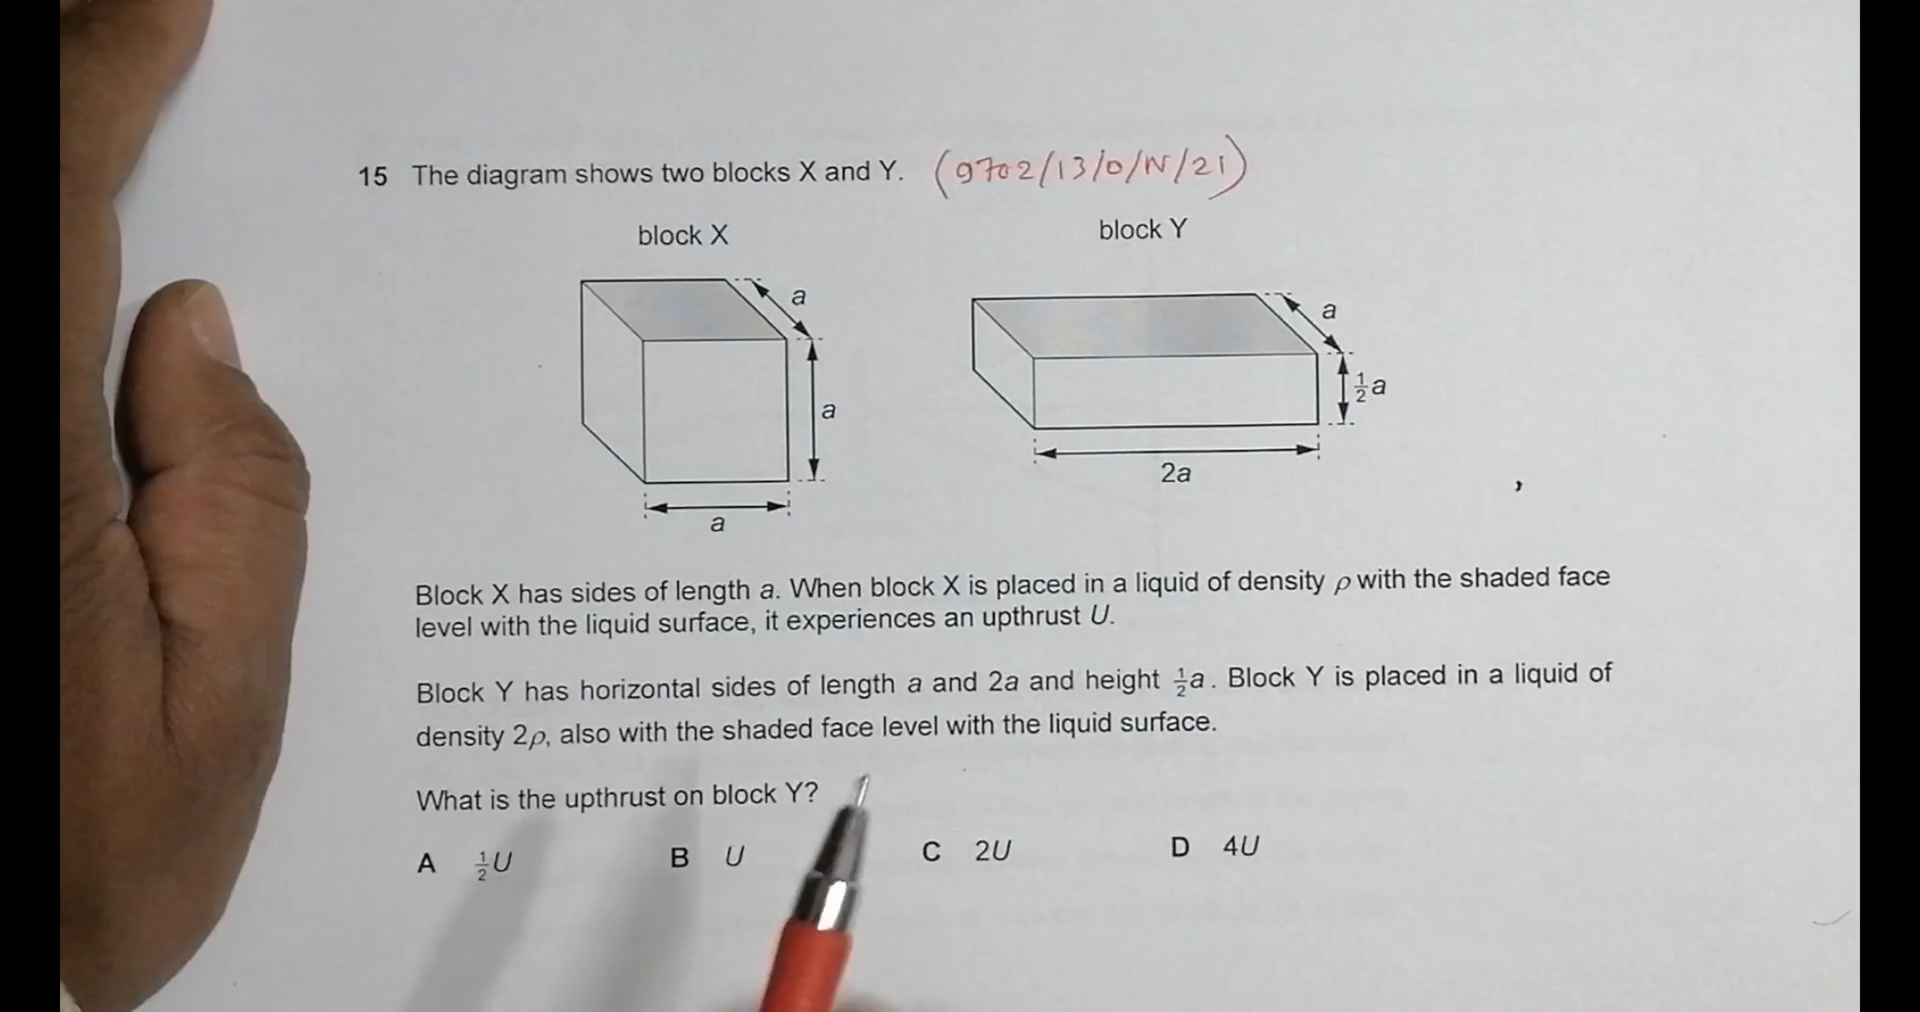 15 The diagram shows two blocks X and Y. (9702/13/O/N/21)
block X
block Y
a
a
a
a
½a
2a
Block X has sides of length a. When block X is placed in a liquid of density ρ with the shaded face
level with the liquid surface, it experiences an upthrust U.
Block Y has horizontal sides of length a and 2a and height ½a. Block Y is placed in a liquid of
density 2ρ, also with the shaded face level with the liquid surface.
What is the upthrust on block Y?
A ½U B U C 2U D 4U